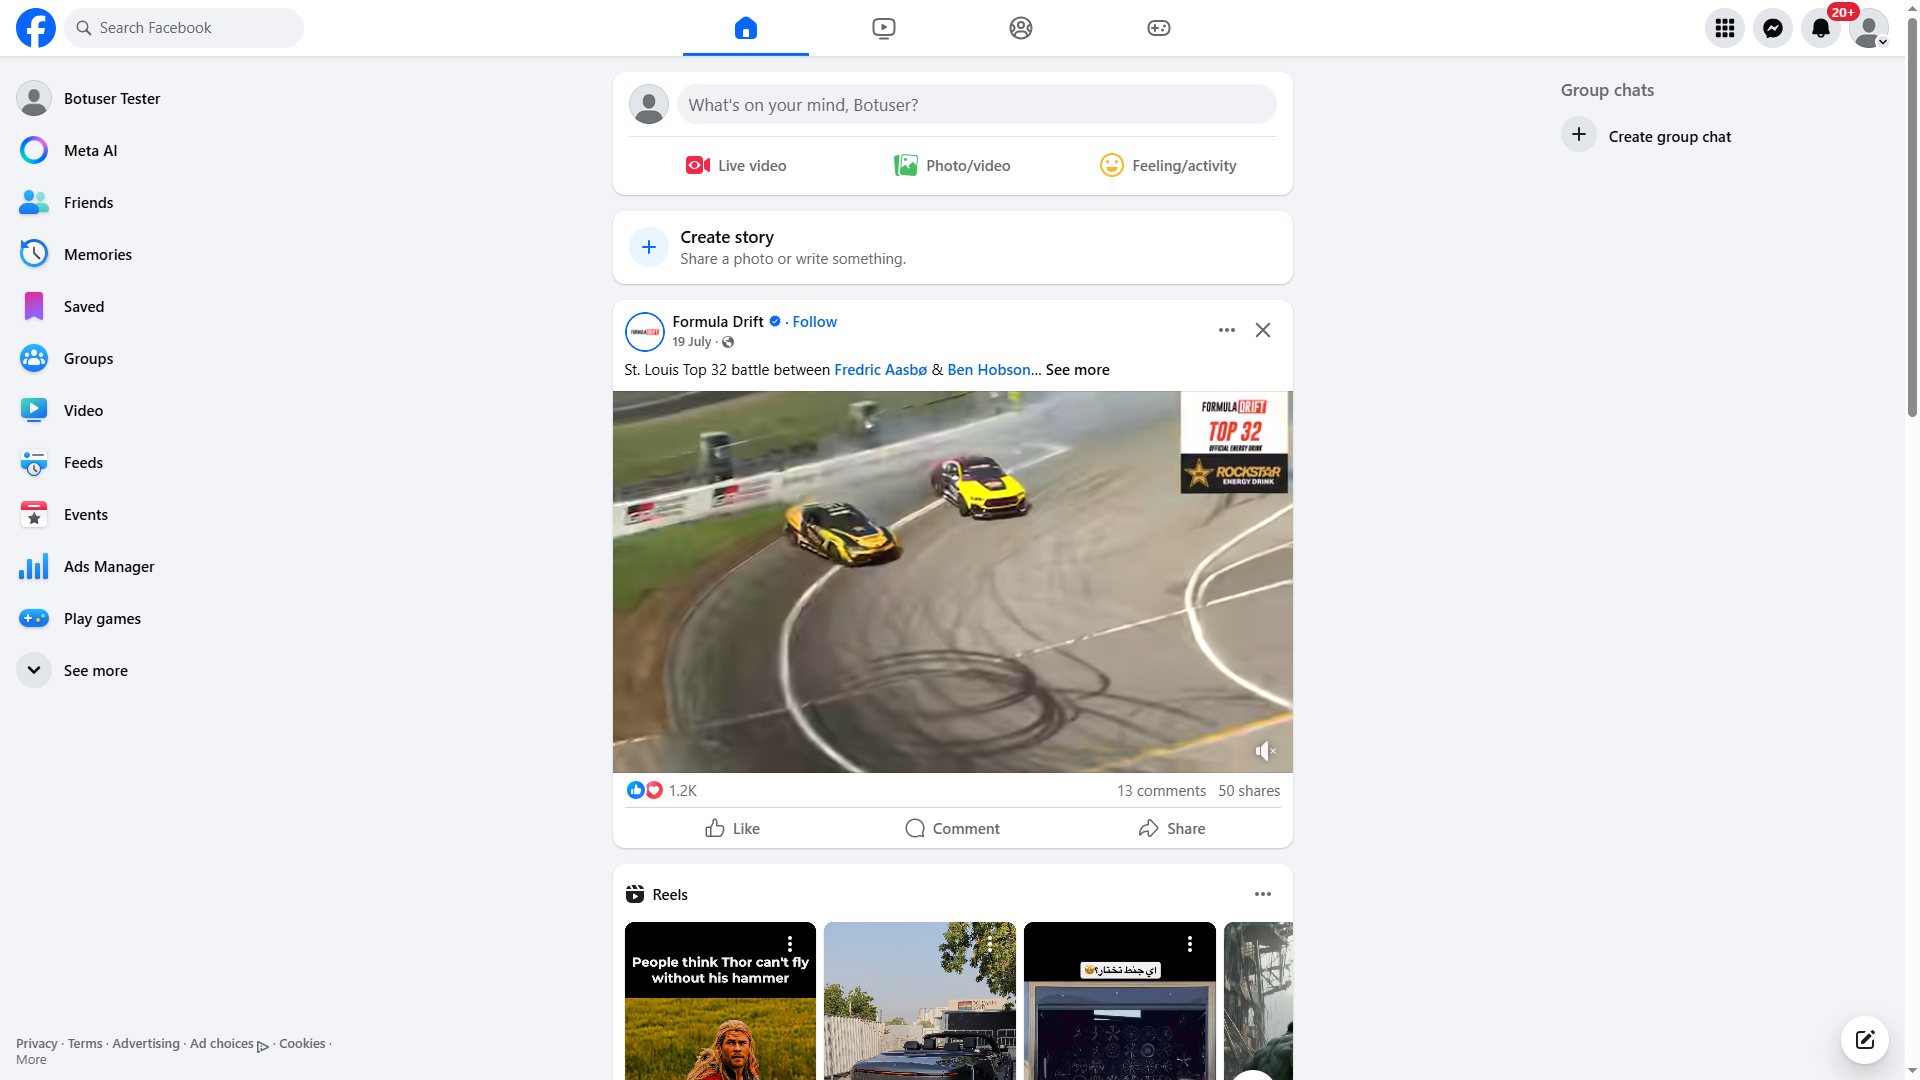 Search Facebook
20+
Botuser Tester
Meta AI
Friends
Memories
Saved
Groups
Video
Feeds
Events
Ads Manager
Play games
See more
Privacy · Terms · Advertising · Ad choices · Cookies ·
More
What's on your mind, Botuser?
Live video
Photo/video
Feeling/activity
Create story
Share a photo or write something.
Formula Drift · Follow
19 July ·
St. Louis Top 32 battle between Fredric Aasbø & Ben Hobson... See more
FORMULA DRIFT
TOP 32
OFFICIAL ENERGY DRINK
ROCKSTAR
ENERGY DRINK
1.2K
13 comments 50 shares
Like
Comment
Share
Reels
People think Thor can't fly
without his hammer
اي جنط تختار؟
Group chats
Create group chat